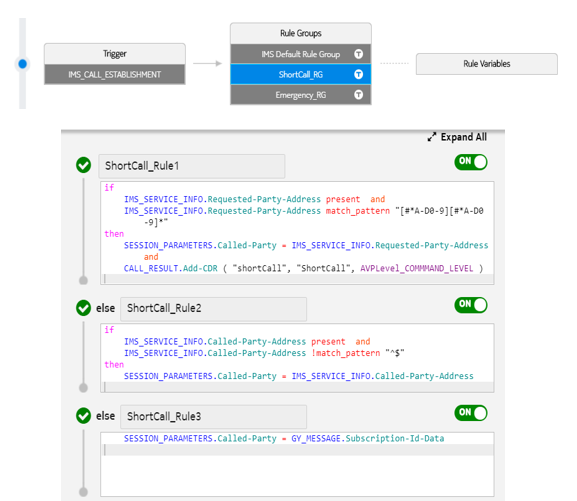 Trigger
IMS_CALL_ESTABLISHMENT
Rule Groups
IMS Default Rule Group T
ShortCall_RG T
Emergency_RG T
Rule Variables
Expand All
ShortCall_Rule1
ON
if
IMS_SERVICE_INFO.Requested-Party-Address present and
IMS_SERVICE_INFO.Requested-Party-Address match_pattern "[#*A-D0-9][#*A-D0
-9]*"
then
SESSION_PARAMETERS.Called-Party = IMS_SERVICE_INFO.Requested-Party-Address
and
CALL_RESULT.Add-CDR ( "shortCall", "ShortCall", AVPLevel_COMMMAND_LEVEL )
else ShortCall_Rule2
ON
if
IMS_SERVICE_INFO.Called-Party-Address present and
IMS_SERVICE_INFO.Called-Party-Address !match_pattern "^$"
then
SESSION_PARAMETERS.Called-Party = IMS_SERVICE_INFO.Called-Party-Address
else ShortCall_Rule3
ON
SESSION_PARAMETERS.Called-Party = GY_MESSAGE.Subscription-Id-Data